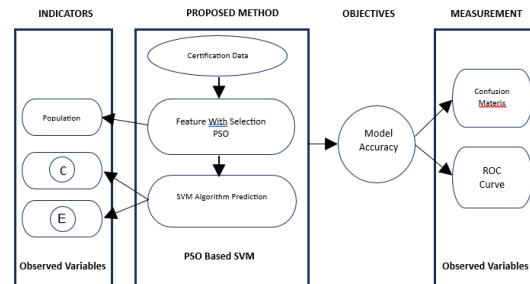 INDICATORS
PROPOSED METHOD
OBJECTIVES
MEASUREMENT
Certification Data
Population
Feature With Selection
PSO
C
SVM Algorithm Prediction
E
Model
Accuracy
Confusion
Materix
ROC
Curve
Observed Variables
PSO Based SVM
Observed Variables